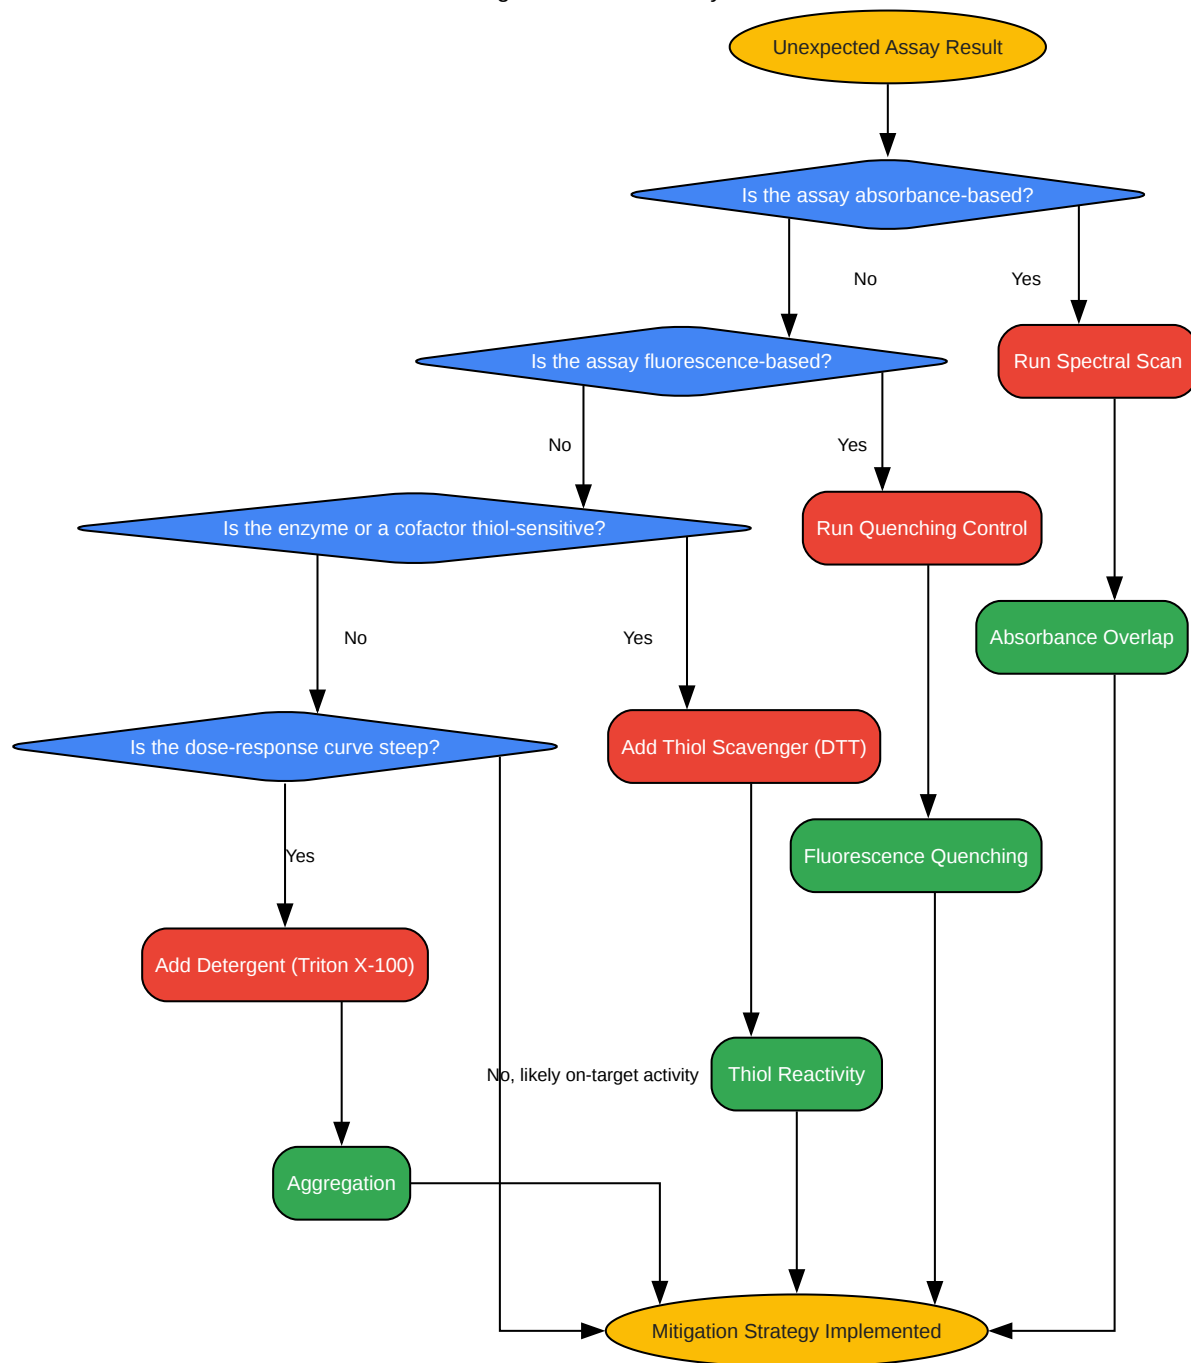 Unexpected Assay Result
Is the assay absorbance-based?
No
Yes
Is the assay fluorescence-based?
Run Spectral Scan
No
Yes
Is the enzyme or a cofactor thiol-sensitive?
Run Quenching Control
No
Yes
Absorbance Overlap
Is the dose-response curve steep?
Add Thiol Scavenger (DTT)
Yes
Fluorescence Quenching
Add Detergent (Triton X-100)
No, likely on-target activity
Thiol Reactivity
Aggregation
Mitigation Strategy Implemented